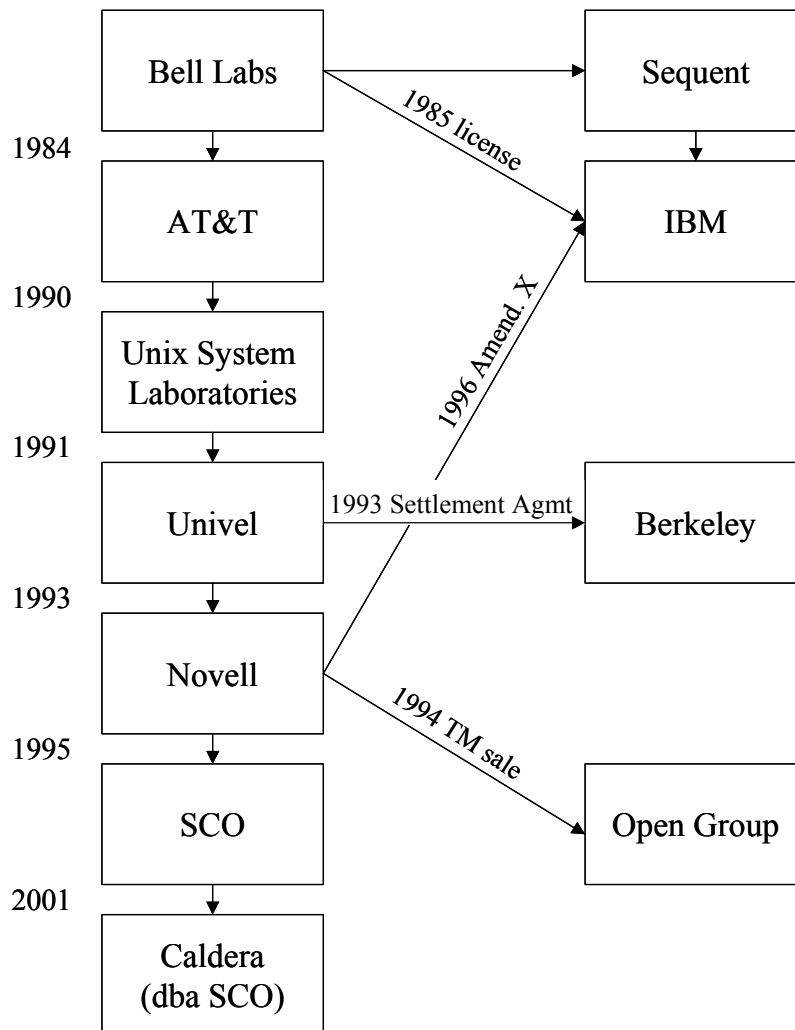 Bell Labs
Sequent
1985 license
1984
AT&T
IBM
1990
1996 Amend. X
Unix System
Laboratories
1991
Univel
1993 Settlement Agmt
Berkeley
1993
Novell
1994 TM sale
1995
SCO
Open Group
2001
Caldera
(dba SCO)